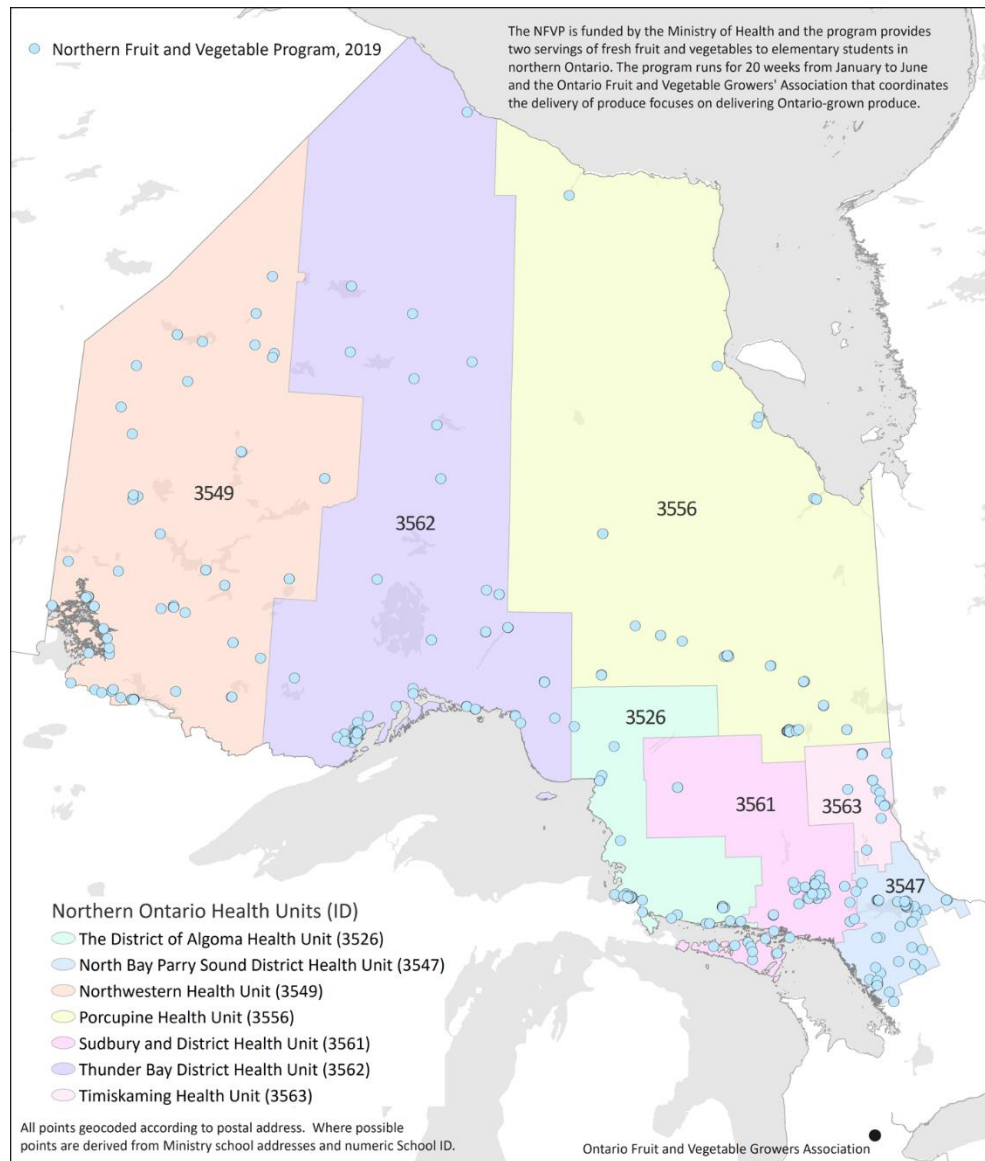 Northern Fruit and Vegetable Program, 2019
The NFVP is funded by the Ministry of Health and the program provides
two servings of fresh fruit and vegetables to elementary students in
northern Ontario. The program runs for 20 weeks from January to June
and the Ontario Fruit and Vegetable Growers' Association that coordinates
the delivery of produce focuses on delivering Ontario-grown produce.
3549
3562
3556
3526
3561
3563
3547
Northern Ontario Health Units (ID)
The District of Algoma Health Unit (3526)
North Bay Parry Sound District Health Unit (3547)
Northwestern Health Unit (3549)
Porcupine Health Unit (3556)
Sudbury and District Health Unit (3561)
Thunder Bay District Health Unit (3562)
Timiskaming Health Unit (3563)
All points geocoded according to postal address. Where possible
points are derived from Ministry school addresses and numeric School ID.
Ontario Fruit and Vegetable Growers Association